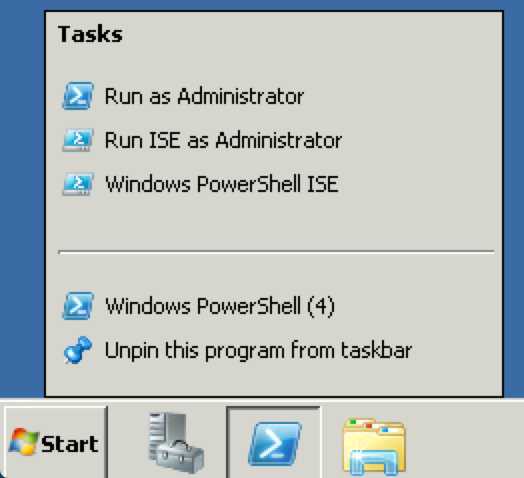 Tasks
Run as Administrator
Run ISE as Administrator
Windows PowerShell ISE
Windows PowerShell (4)
Unpin this program from taskbar
Start